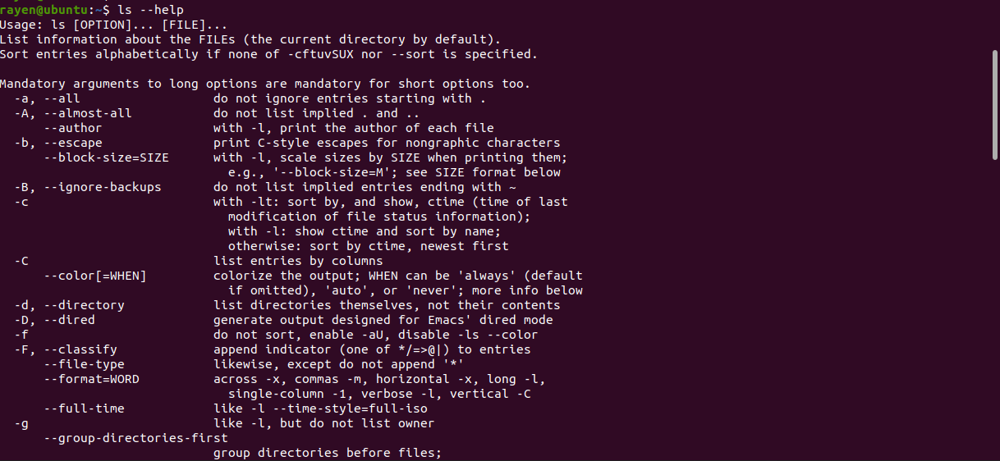 rayen@ubuntu:~$ ls --help
Usage: ls [OPTION]... [FILE]...
List information about the FILEs (the current directory by default).
Sort entries alphabetically if none of -cftuvSUX nor --sort is specified.

Mandatory arguments to long options are mandatory for short options too.
  -a, --all                  do not ignore entries starting with .
  -A, --almost-all           do not list implied . and ..
      --author               with -l, print the author of each file
  -b, --escape               print C-style escapes for nongraphic characters
      --block-size=SIZE      with -l, scale sizes by SIZE when printing them;
                               e.g., '--block-size=M'; see SIZE format below
  -B, --ignore-backups       do not list implied entries ending with ~
  -c                         with -lt: sort by, and show, ctime (time of last
                               modification of file status information);
                               with -l: show ctime and sort by name;
                               otherwise: sort by ctime, newest first
  -C                         list entries by columns
      --color[=WHEN]         colorize the output; WHEN can be 'always' (default
                               if omitted), 'auto', or 'never'; more info below
  -d, --directory            list directories themselves, not their contents
  -D, --dired                generate output designed for Emacs' dired mode
  -f                         do not sort, enable -aU, disable -ls --color
  -F, --classify             append indicator (one of */=>@|) to entries
      --file-type            likewise, except do not append '*'
      --format=WORD          across -x, commas -m, horizontal -x, long -l,
                               single-column -1, verbose -l, vertical -C
      --full-time            like -l --time-style=full-iso
  -g                         like -l, but do not list owner
      --group-directories-first
                             group directories before files;